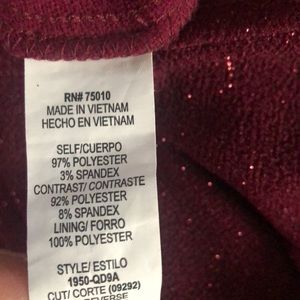 RN# 75010
MADE IN VIETNAM
HECHO EN VIETNAM
SELF/CUERPO
97% POLYESTER
3% SPANDEX
CONTRAST/ CONTRASTE
92% POLYESTER
8% SPANDEX
LINING/ FORRO
100% POLYESTER
STYLE/ ESTILO
1950-QD9A
CUT/ CORTE (09292)
REVERSE